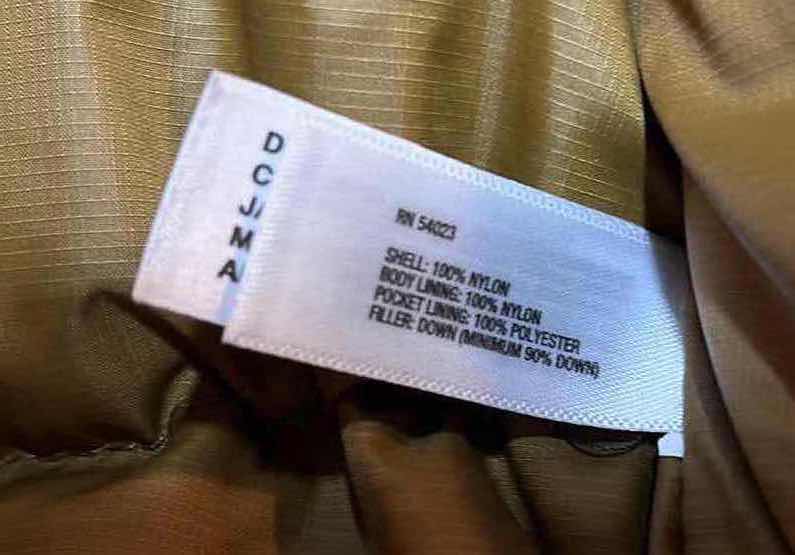 RN 54023
SHELL: 100% NYLON
BODY LINING: 100% NYLON
POCKET LINING: 100% POLYESTER
FILLER: DOWN (MINIMUM 90% DOWN)
D
C
J
M
A